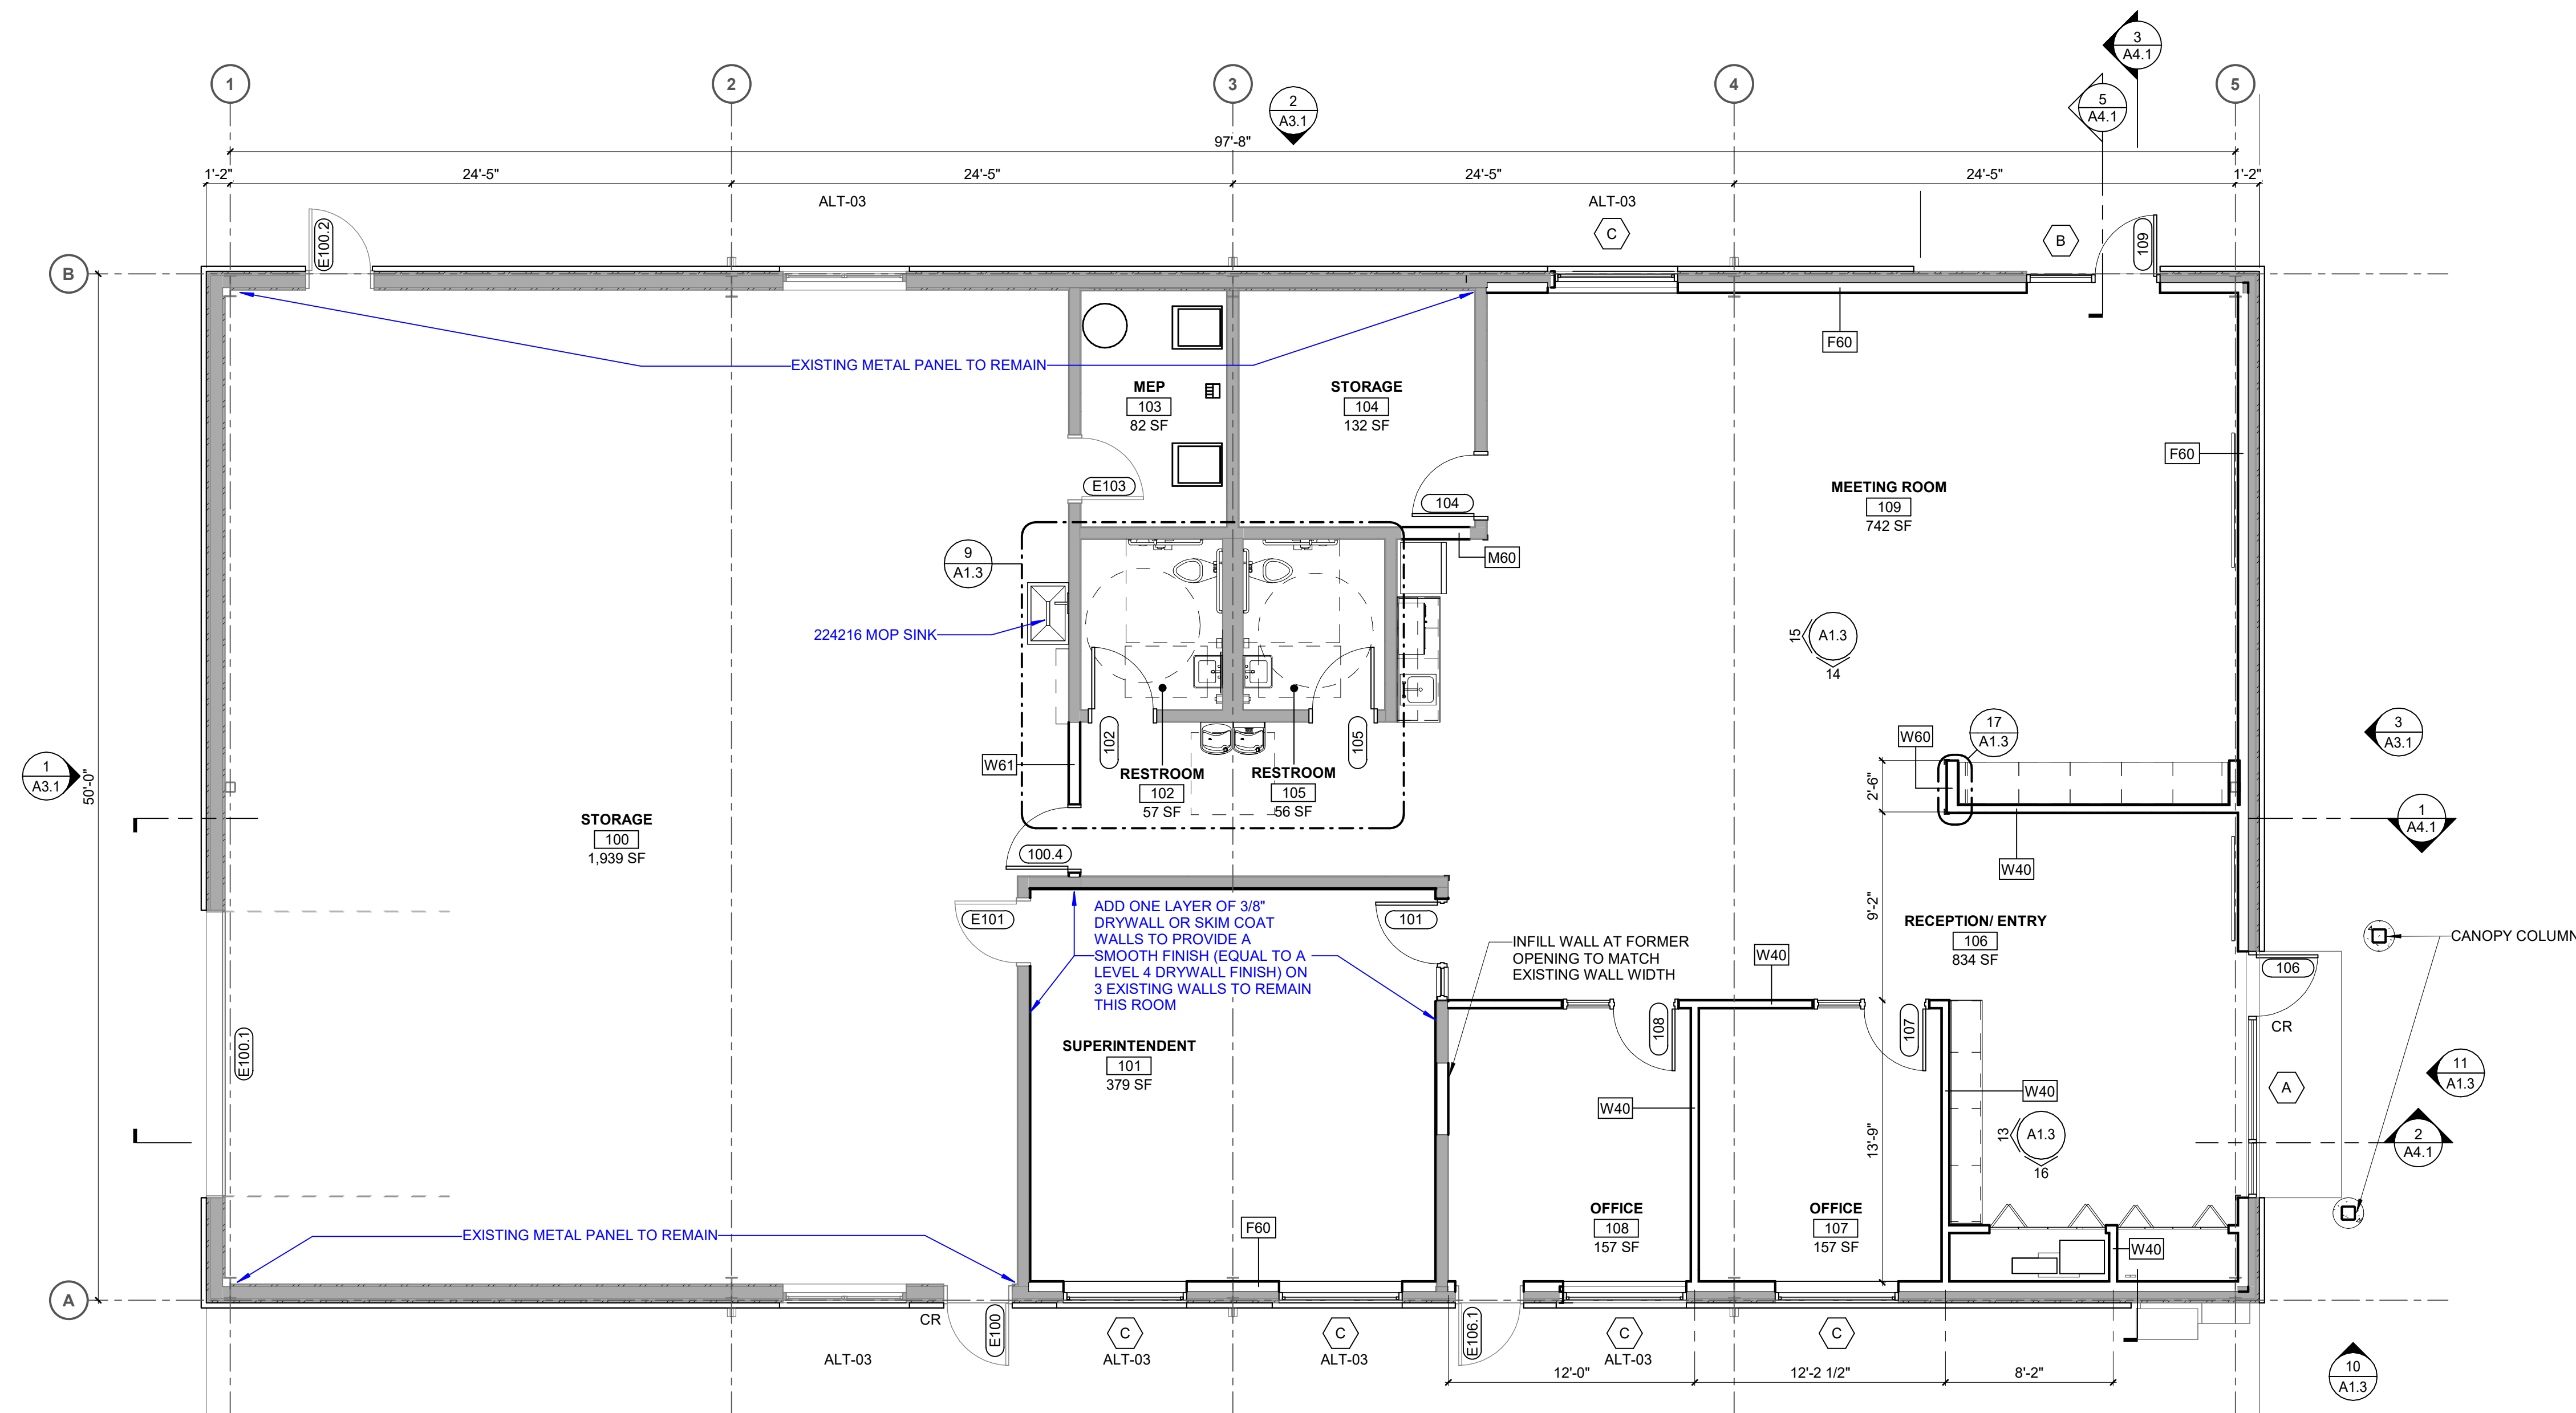 3
A4.1
1
2
3
4
5
2
A3.1
5
A4.1
97'-8"
1'-2"
24'-5"
24'-5"
24'-5"
24'-5"
1'-2"
ALT-03
ALT-03
E100.2
C
B
109
B
EXISTING METAL PANEL TO REMAIN
F60
MEP
103
82 SF
STORAGE
104
132 SF
F60
E103
104
MEETING ROOM
109
742 SF
9
A1.3
M60
224216 MOP SINK
15
A1.3
14
102
105
W61
RESTROOM
102
57 SF
RESTROOM
105
56 SF
W60
17
A1.3
3
A3.1
1
A3.1
50'-0"
2'-6"
STORAGE
100
1,939 SF
1
A4.1
100.4
W40
E101
ADD ONE LAYER OF 3/8"
DRYWALL OR SKIM COAT
WALLS TO PROVIDE A
SMOOTH FINISH (EQUAL TO A
LEVEL 4 DRYWALL FINISH) ON
3 EXISTING WALLS TO REMAIN
THIS ROOM
101
INFILL WALL AT FORMER
OPENING TO MATCH
EXISTING WALL WIDTH
W40
9'-2"
RECEPTION/ ENTRY
106
834 SF
CANOPY COLUMN
106
CR
E100.1
SUPERINTENDENT
101
379 SF
108
107
W40
W40
11
A1.3
A
13'-9"
13
A1.3
16
2
A4.1
EXISTING METAL PANEL TO REMAIN
F60
OFFICE
108
157 SF
OFFICE
107
157 SF
W40
A
CR
E100
C
C
E106.1
C
C
ALT-03
ALT-03
ALT-03
ALT-03
12'-0"
12'-2 1/2"
8'-2"
10
A1.3